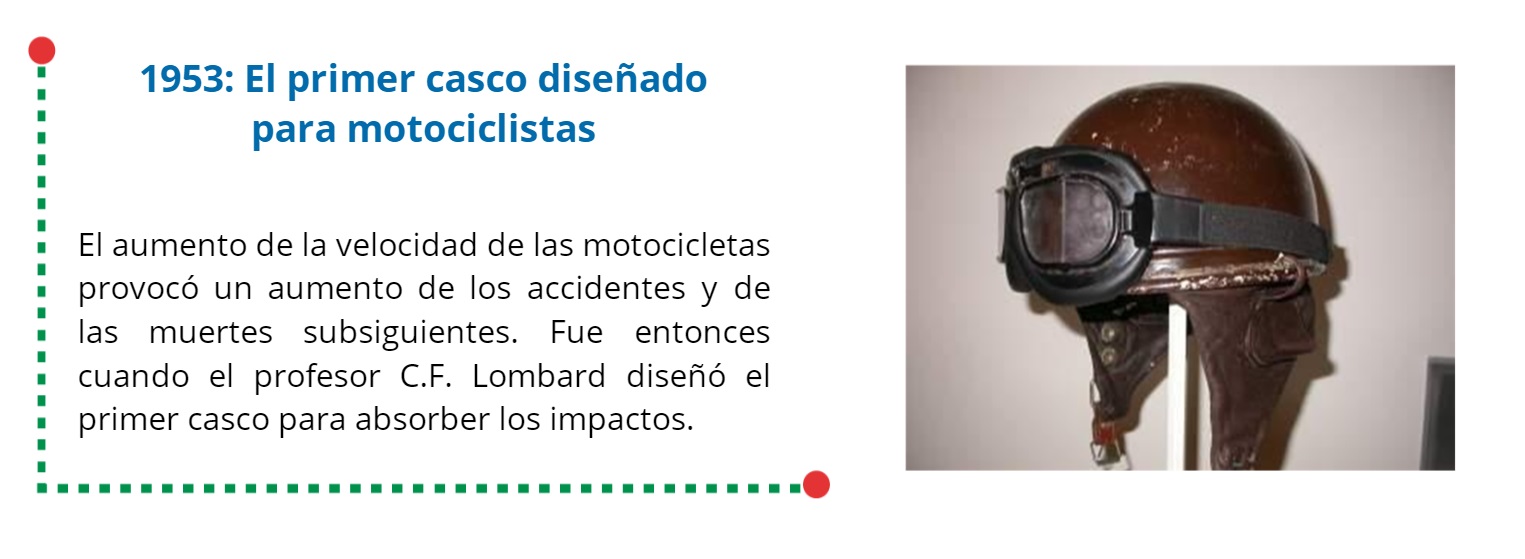 1953: El primer casco diseñado
para motociclistas
El aumento de la velocidad de las motocicletas
provocó un aumento de los accidentes y de
las muertes subsiguientes. Fue entonces
cuando el profesor C.F. Lombard diseñó el
primer casco para absorber los impactos.